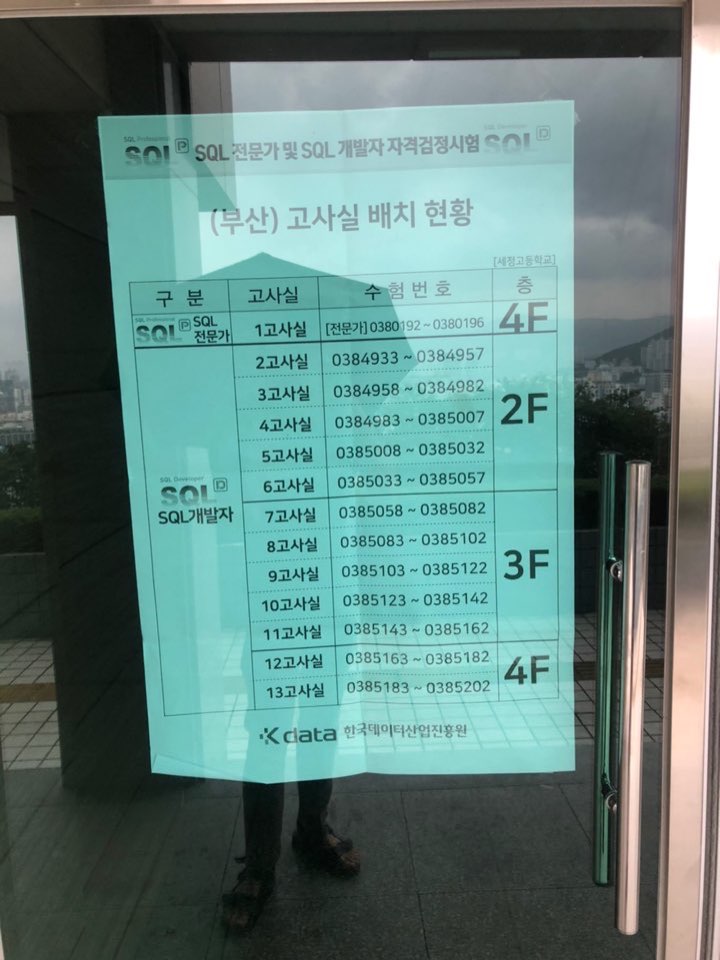 SQL Professional
SQL P SQL 전문가 및 SQL 개발자 자격검정시험 SQL Developer SQL D
(부산) 고사실 배치 현황
[세정고등학교]
구 분 고사실 수험번호 층
SQL Professional SQL P SQL 전문가 1고사실 [전문가] 0380192 ~ 0380196 4F
2고사실 0384933 ~ 0384957
3고사실 0384958 ~ 0384982
4고사실 0384983 ~ 0385007 2F
5고사실 0385008 ~ 0385032
6고사실 0385033 ~ 0385057
SQL Developer
SQL D
SQL개발자
7고사실 0385058 ~ 0385082
8고사실 0385083 ~ 0385102
9고사실 0385103 ~ 0385122 3F
10고사실 0385123 ~ 0385142
11고사실 0385143 ~ 0385162
12고사실 0385163 ~ 0385182 4F
13고사실 0385183 ~ 0385202
K data 한국데이터산업진흥원